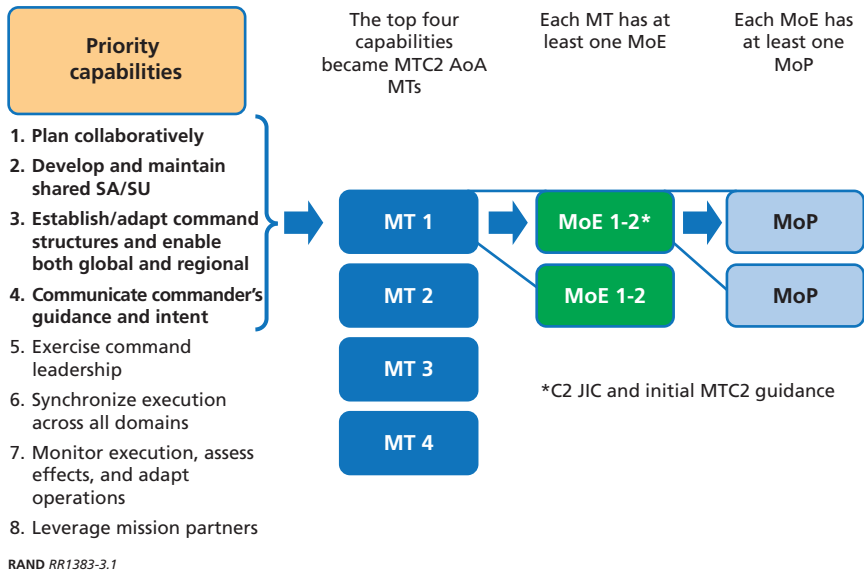 Priority
capabilities
The top four
capabilities
became MTC2 AoA
MTs
Each MT has at
least one MoE
Each MoE has
at least one
MoP
1. Plan collaboratively
2. Develop and maintain
shared SA/SU
3. Establish/adapt command
structures and enable
both global and regional
4. Communicate commander's
guidance and intent
5. Exercise command
leadership
6. Synchronize execution
across all domains
7. Monitor execution, assess
effects, and adapt
operations
8. Leverage mission partners
MT 1
MT 2
MT 3
MT 4
MoE 1-2*
MoE 1-2
MoP
MoP
*C2 JIC and initial MTC2 guidance
RAND RR1383-3.1